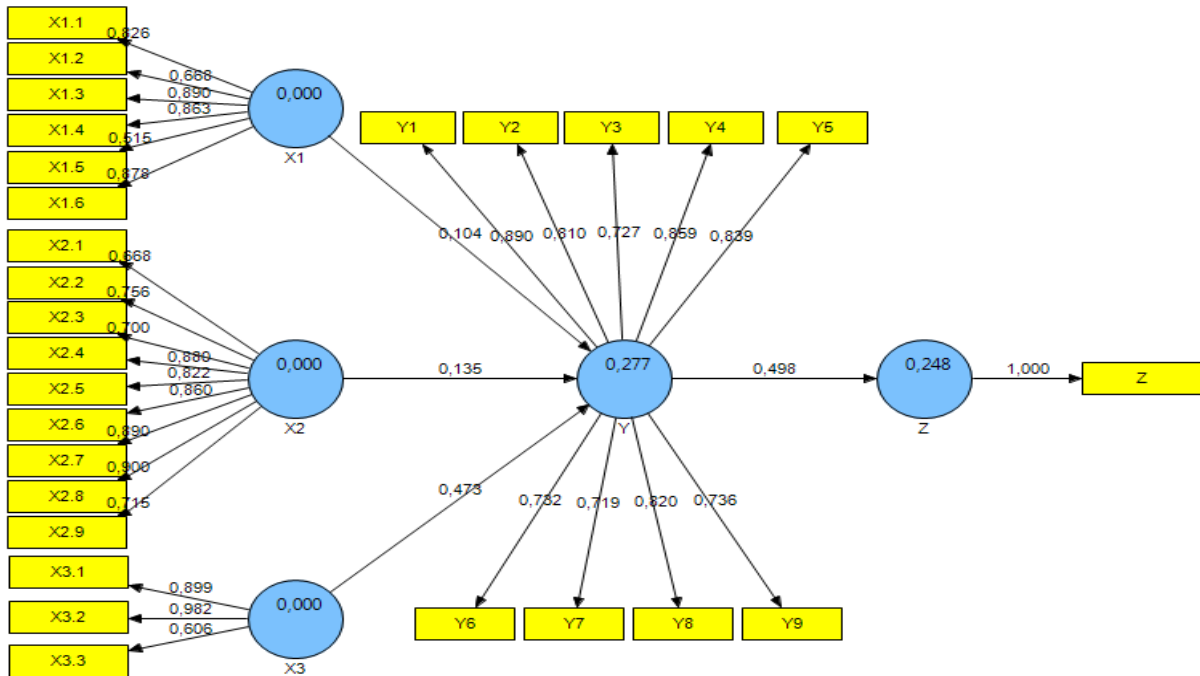 X1.1
0,826
X1.2
0,668
X1.3
0,890
X1.4
0,863
X1.5
0,515
X1.6
0,878
0,000
X1
Y1
Y2
Y3
Y4
Y5
0,104
0,890
0,810
0,727
0,859
0,839
X2.1
0,668
X2.2
0,756
X2.3
0,700
X2.4
0,880
X2.5
0,822
0,860
X2.6
0,890
X2.7
0,900
X2.8
0,715
X2.9
0,000
X2
0,135
0,277
Y
0,498
0,248
Z
1,000
Z
0,473
0,732
0,719
0,820
0,736
X3.1
0,899
X3.2
0,982
0,606
X3.3
0,000
X3
Y6
Y7
Y8
Y9